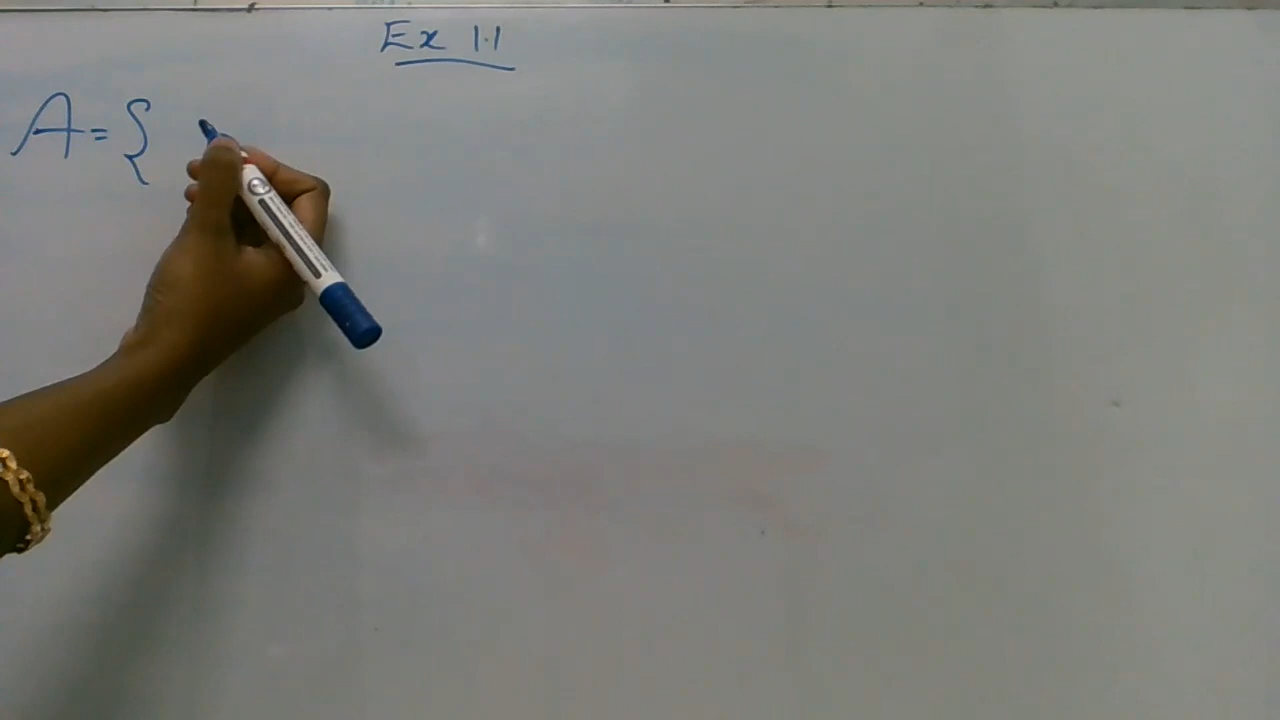 Ex 1.1
A = {